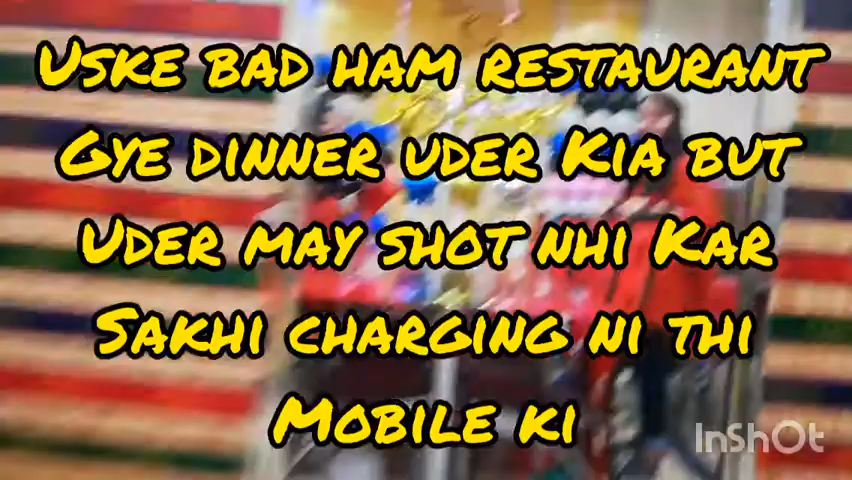 Uske bad ham restaurant
Gye dinner uder Kia but
Uder may shot nhi Kar
Sakhi charging ni thi
Mobile ki
InShOt